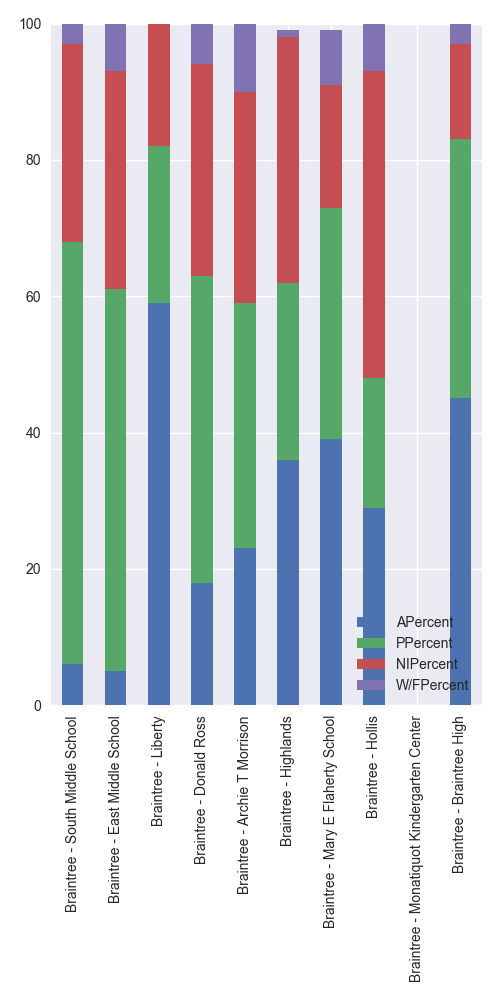 100
80
60
40
20
0
APercent
PPercent
NIPercent
W/FPercent
Braintree - South Middle School
Braintree - East Middle School
Braintree - Liberty
Braintree - Donald Ross
Braintree - Archie T Morrison
Braintree - Highlands
Braintree - Mary E Flaherty School
Braintree - Hollis
Braintree - Monatiquot Kindergarten Center
Braintree - Braintree High